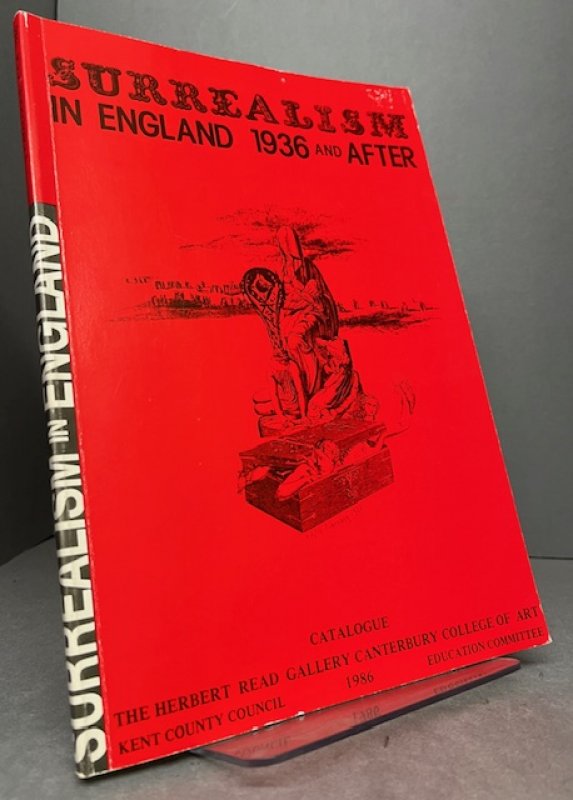 SURREALISM
IN ENGLAND 1936 AND AFTER
CATALOGUE
THE HERBERT READ GALLERY CANTERBURY COLLEGE OF ART
KENT COUNTY COUNCIL 1986 EDUCATION COMMITTEE
SURREALISM IN ENGLAND